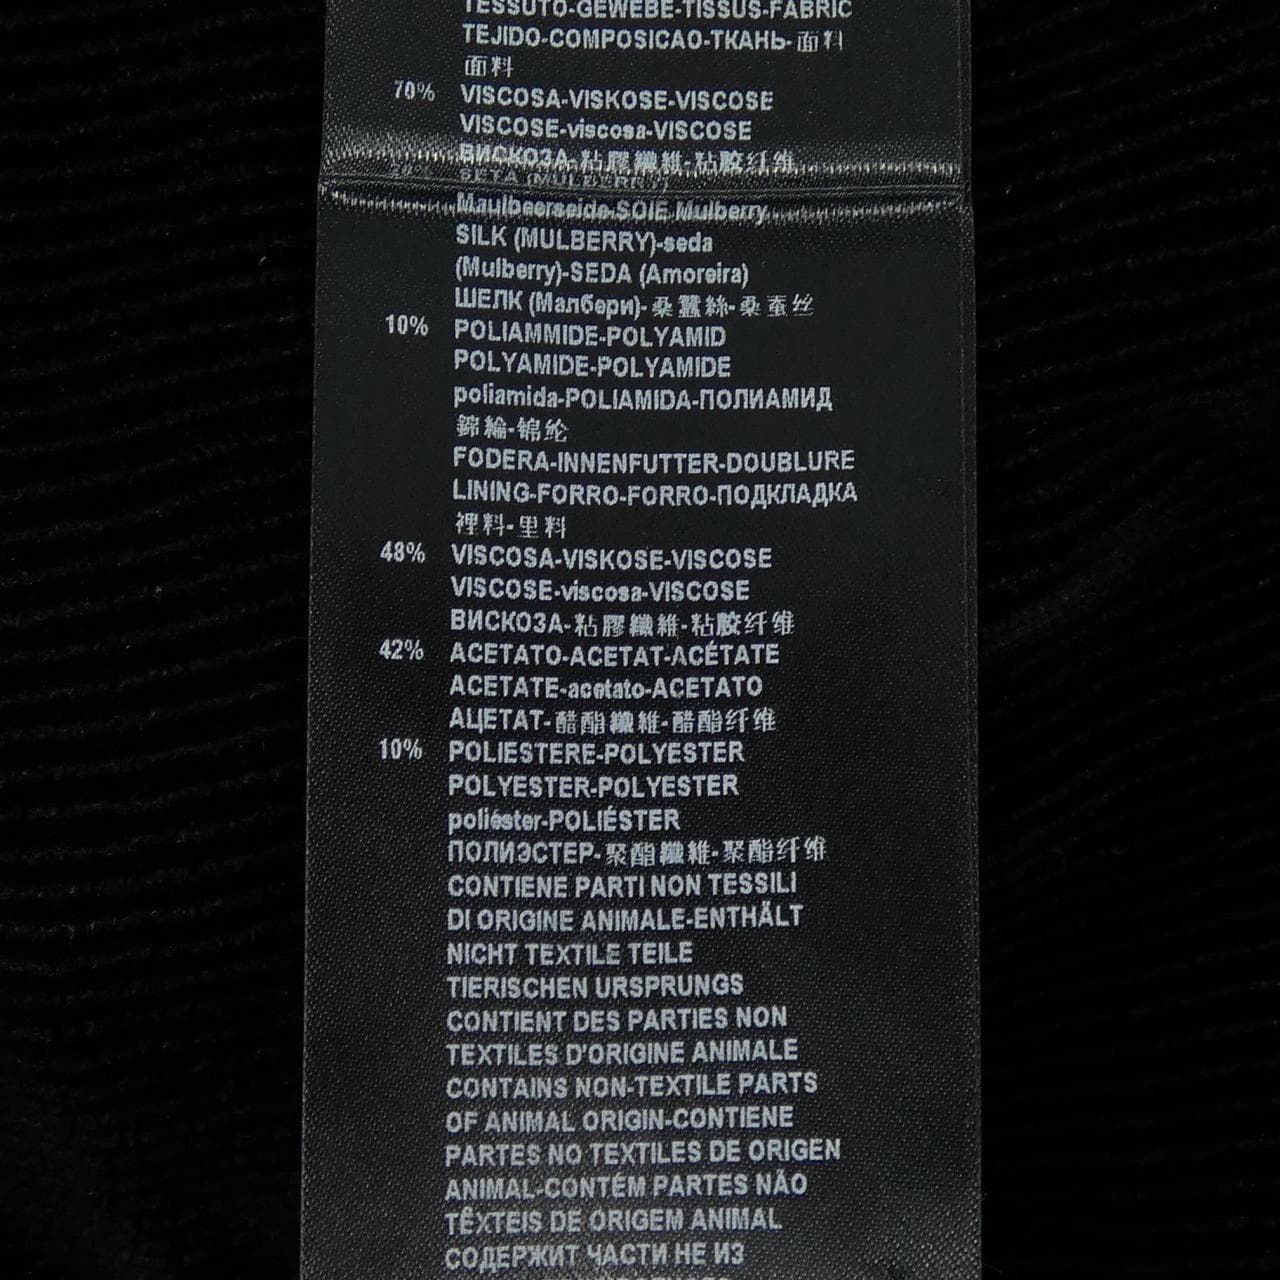 TESSUTO-GEWEBE-TISSUS-FABRIC
TEJIDO-COMPOSICAO-ТКАНЬ-面料
面料
70% VISCOSA-VISKOSE-VISCOSE
VISCOSE-viscosa-VISCOSE
ВИСКОЗА-粘膠纖維-粘胶纤维
20% SETA (MULBERRY)
Maulbeerseide-SOIE Mulberry
SILK (MULBERRY)-seda
(Mulberry)-SEDA (Amoreira)
ШЕЛК (Малбери)-桑蠶絲-桑蚕丝
10% POLIAMMIDE-POLYAMID
POLYAMIDE-POLYAMIDE
poliamida-POLIAMIDA-ПОЛИАМИД
錦綸-锦纶
FODERA-INNENFUTTER-DOUBLURE
LINING-FORRO-FORRO-ПОДКЛАДКА
裡料-里料
48% VISCOSA-VISKOSE-VISCOSE
VISCOSE-viscosa-VISCOSE
ВИСКОЗА-粘膠纖維-粘胶纤维
42% ACETATO-ACETAT-ACÉTATE
ACETATE-acetato-ACETATO
АЦЕТАТ-醋酯纖維-醋酯纤维
10% POLIESTERE-POLYESTER
POLYESTER-POLYESTER
poliéster-POLIÉSTER
ПОЛИЭСТЕР-聚酯纖維-聚酯纤维
CONTIENE PARTI NON TESSILI
DI ORIGINE ANIMALE-ENTHÄLT
NICHT TEXTILE TEILE
TIERISCHEN URSPRUNGS
CONTIENT DES PARTIES NON
TEXTILES D'ORIGINE ANIMALE
CONTAINS NON-TEXTILE PARTS
OF ANIMAL ORIGIN-CONTIENE
PARTES NO TEXTILES DE ORIGEN
ANIMAL-CONTÉM PARTES NÃO
TÊXTEIS DE ORIGEM ANIMAL
СОДЕРЖИТ ЧАСТИ НЕ ИЗ